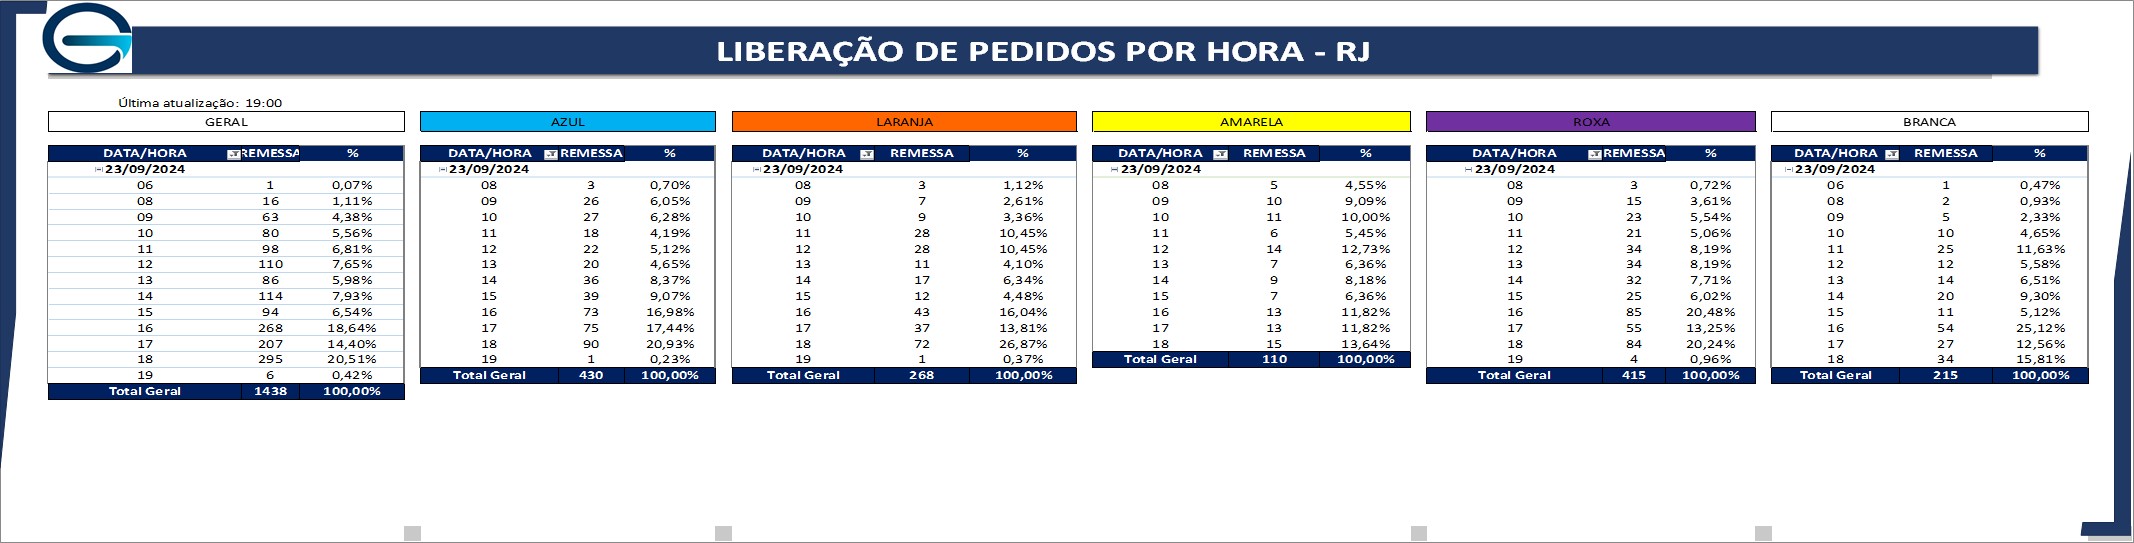 LIBERAÇÃO DE PEDIDOS POR HORA - RJ
Última atualização: 19:00
GERAL AZUL LARANJA AMARELA ROXA BRANCA
DATA/HORA REMESSA % DATA/HORA REMESSA % DATA/HORA REMESSA % DATA/HORA REMESSA % DATA/HORA REMESSA % DATA/HORA REMESSA %
23/09/2024 23/09/2024 23/09/2024 23/09/2024 23/09/2024 23/09/2024
06 1 0,07% 08 3 0,70% 08 3 1,12% 08 5 4,55% 08 3 0,72% 06 1 0,47%
08 16 1,11% 09 26 6,05% 09 7 2,61% 09 10 9,09% 09 15 3,61% 08 2 0,93%
09 63 4,38% 10 27 6,28% 10 9 3,36% 10 11 10,00% 10 23 5,54% 09 5 2,33%
10 80 5,56% 11 18 4,19% 11 28 10,45% 11 6 5,45% 11 21 5,06% 10 10 4,65%
11 98 6,81% 12 22 5,12% 12 28 10,45% 12 14 12,73% 12 34 8,19% 11 25 11,63%
12 110 7,65% 13 20 4,65% 13 11 4,10% 13 7 6,36% 13 34 8,19% 12 12 5,58%
13 86 5,98% 14 36 8,37% 14 17 6,34% 14 9 8,18% 14 32 7,71% 13 14 6,51%
14 114 7,93% 15 39 9,07% 15 12 4,48% 15 7 6,36% 15 25 6,02% 14 20 9,30%
15 94 6,54% 16 73 16,98% 16 43 16,04% 16 13 11,82% 16 85 20,48% 15 11 5,12%
16 268 18,64% 17 75 17,44% 17 37 13,81% 17 13 11,82% 17 55 13,25% 16 54 25,12%
17 207 14,40% 18 90 20,93% 18 72 26,87% 18 15 13,64% 18 84 20,24% 17 27 12,56%
18 295 20,51% 19 1 0,23% 19 1 0,37% Total Geral 110 100,00% 19 4 0,96% 18 34 15,81%
19 6 0,42% Total Geral 430 100,00% Total Geral 268 100,00% Total Geral 415 100,00% Total Geral 215 100,00%
Total Geral 1438 100,00%